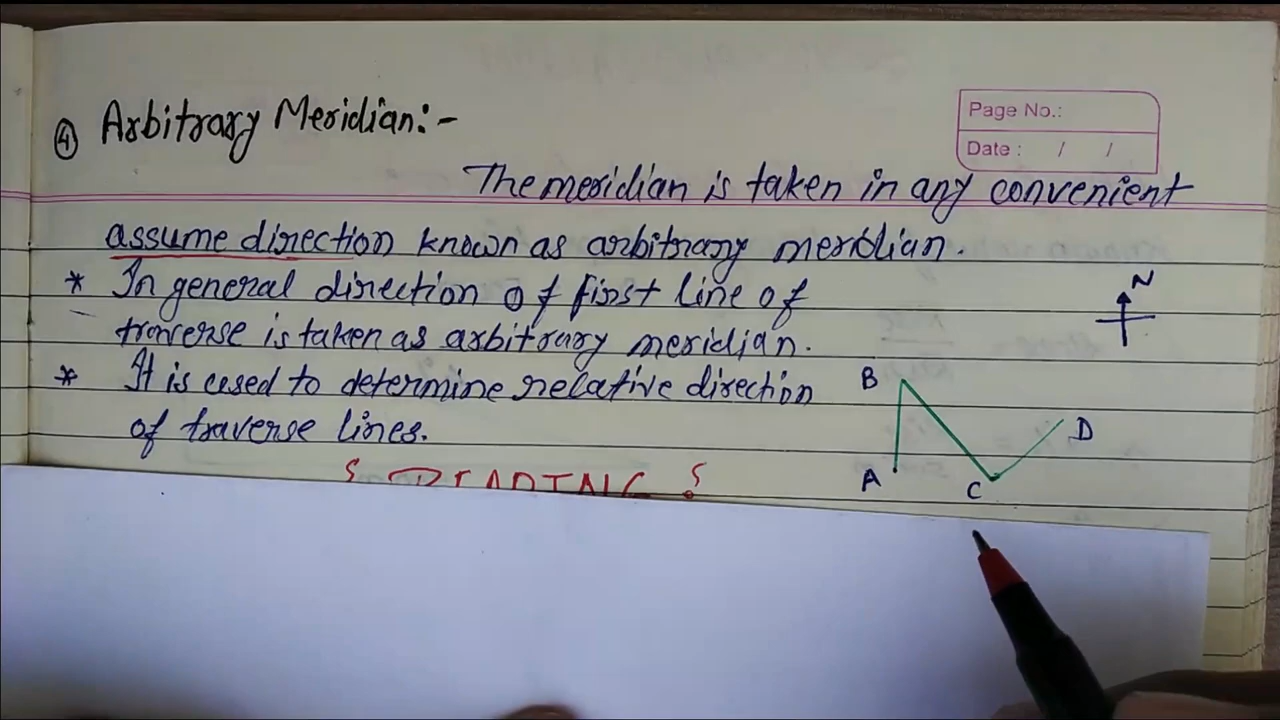 ④ Arbitrary Meridian:-
Page No.:
Date : / /
The meridian is taken in any convenient
assume direction known as arbitrary meridian.
* In general direction of first line of
traverse is taken as arbitrary meridian.
* It is used to determine relative direction
of traverse lines.
N
B
D
A
C